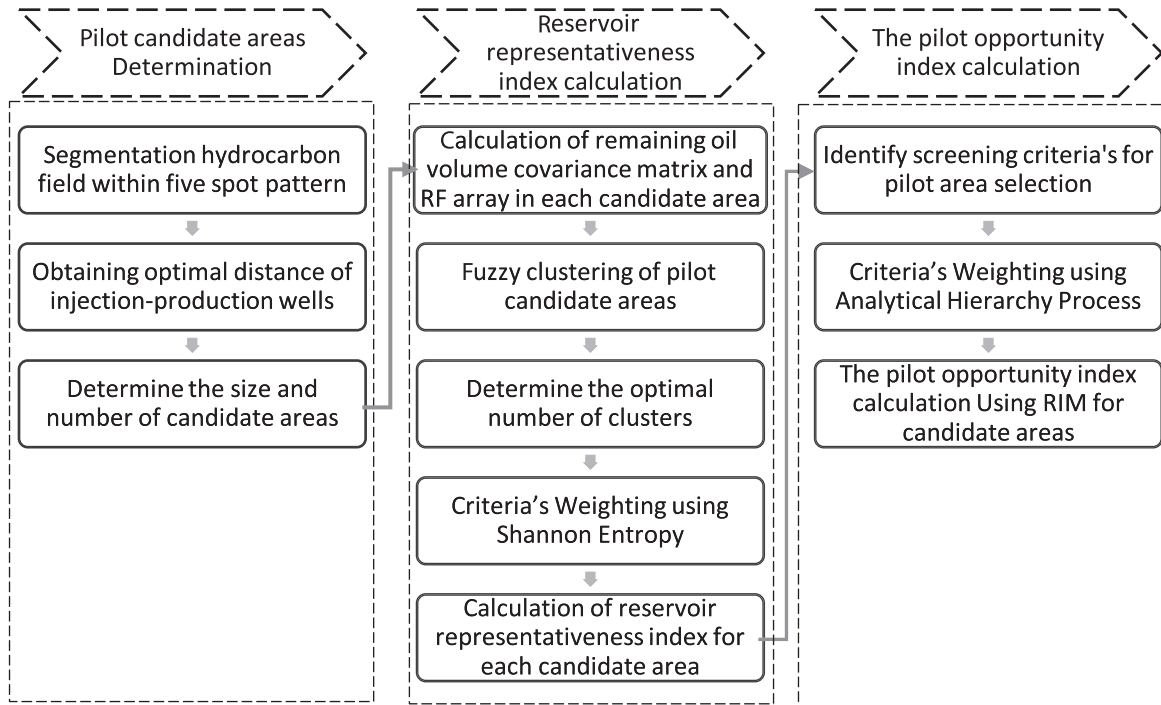 Pilot candidate areas
Determination
Segmentation hydrocarbon
field within five spot pattern
Obtaining optimal distance of
injection-production wells
Determine the size and
number of candidate areas
Reservoir
representativeness
index calculation
Calculation of remaining oil
volume covariance matrix and
RF array in each candidate area
Fuzzy clustering of pilot
candidate areas
Determine the optimal
number of clusters
Criteria’s Weighting using
Shannon Entropy
Calculation of reservoir
representativeness index for
each candidate area
The pilot opportunity
index calculation
Identify screening criteria's for
pilot area selection
Criteria’s Weighting using
Analytical Hierarchy Process
The pilot opportunity index
calculation Using RIM for
candidate areas